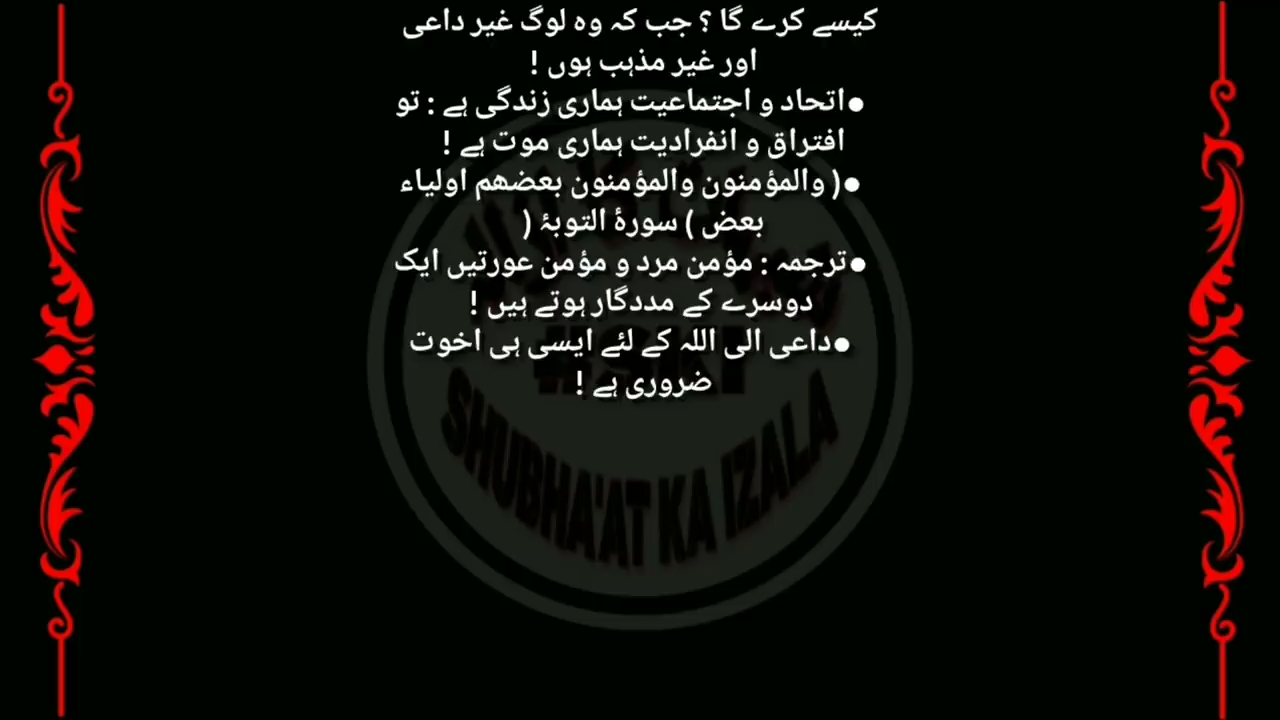 کیسے کرے گا ؟ جب کہ وہ لوگ غیر داعی
اور غیر مذہب ہوں !
●اتحاد و اجتماعیت ہماری زندگی ہے : تو
افتراق و انفرادیت ہماری موت ہے !
●( والمؤمنون والمؤمنون بعضهم اولیاء
بعض ) سورۂ التوبۂ (
●ترجمہ : مؤمن مرد و مؤمن عورتیں ایک
دوسرے کے مددگار ہوتے ہیں !
●داعی الی اللہ کے لئے ایسی ہی اخوت
ضروری ہے !
#SKI
SHUBHA'AT KA IZALA